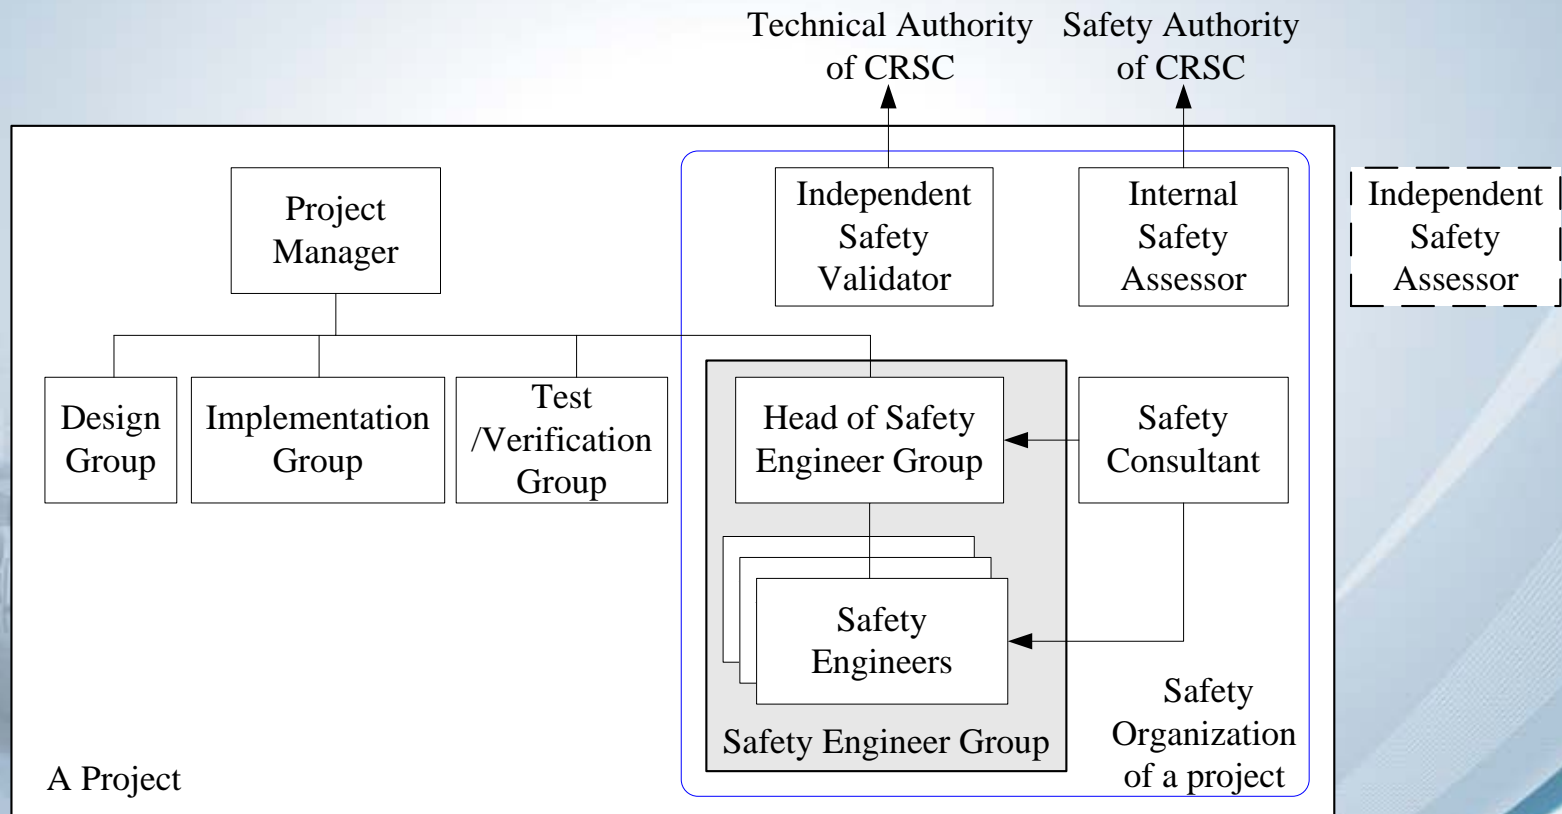 Technical Authority
of CRSC
Safety Authority
of CRSC
Project
Manager
Independent
Safety
Validator
Internal
Safety
Assessor
Independent
Safety
Assessor
Design
Group
Implementation
Group
Test
/Verification
Group
Head of Safety
Engineer Group
Safety
Consultant
Safety
Engineers
Safety Engineer Group
Safety
Organization
of a project
A Project